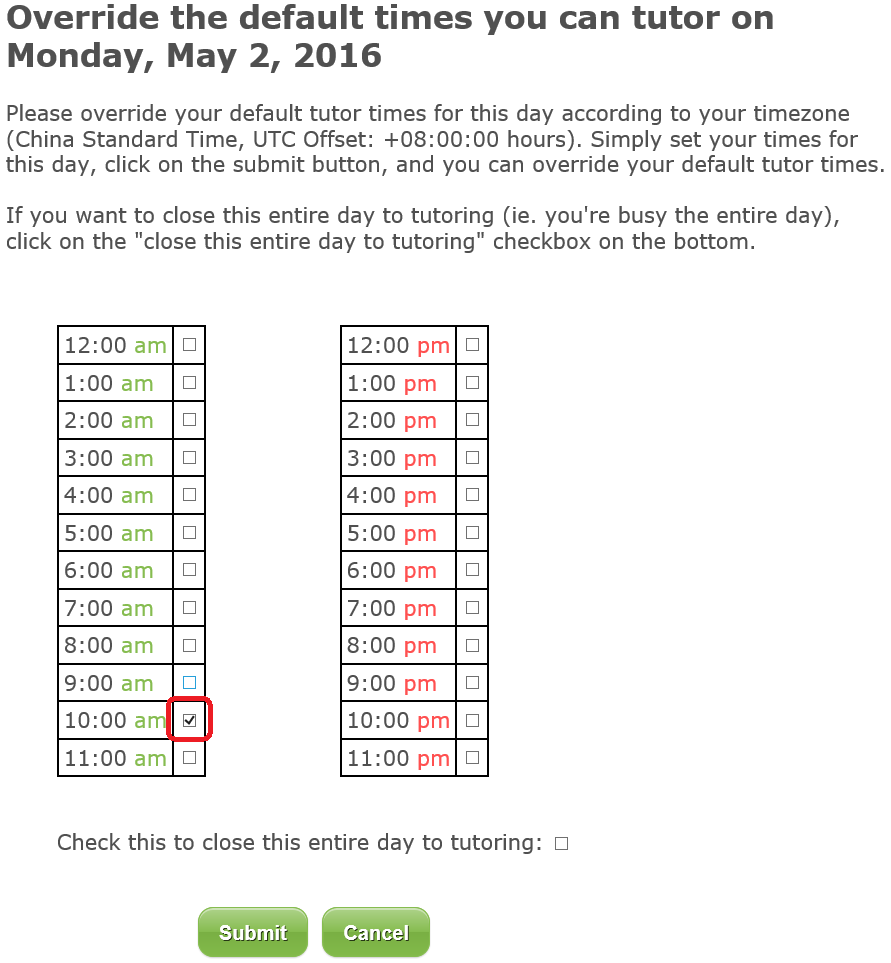 Override the default times you can tutor on
Monday, May 2, 2016
Please override your default tutor times for this day according to your timezone
(China Standard Time, UTC Offset: +08:00:00 hours). Simply set your times for
this day, click on the submit button, and you can override your default tutor times.
If you want to close this entire day to tutoring (ie. you're busy the entire day),
click on the "close this entire day to tutoring" checkbox on the bottom.
12:00 am
1:00 am
2:00 am
3:00 am
4:00 am
5:00 am
6:00 am
7:00 am
8:00 am
9:00 am
10:00 am
11:00 am
12:00 pm
1:00 pm
2:00 pm
3:00 pm
4:00 pm
5:00 pm
6:00 pm
7:00 pm
8:00 pm
9:00 pm
10:00 pm
11:00 pm
Check this to close this entire day to tutoring:
Submit Cancel